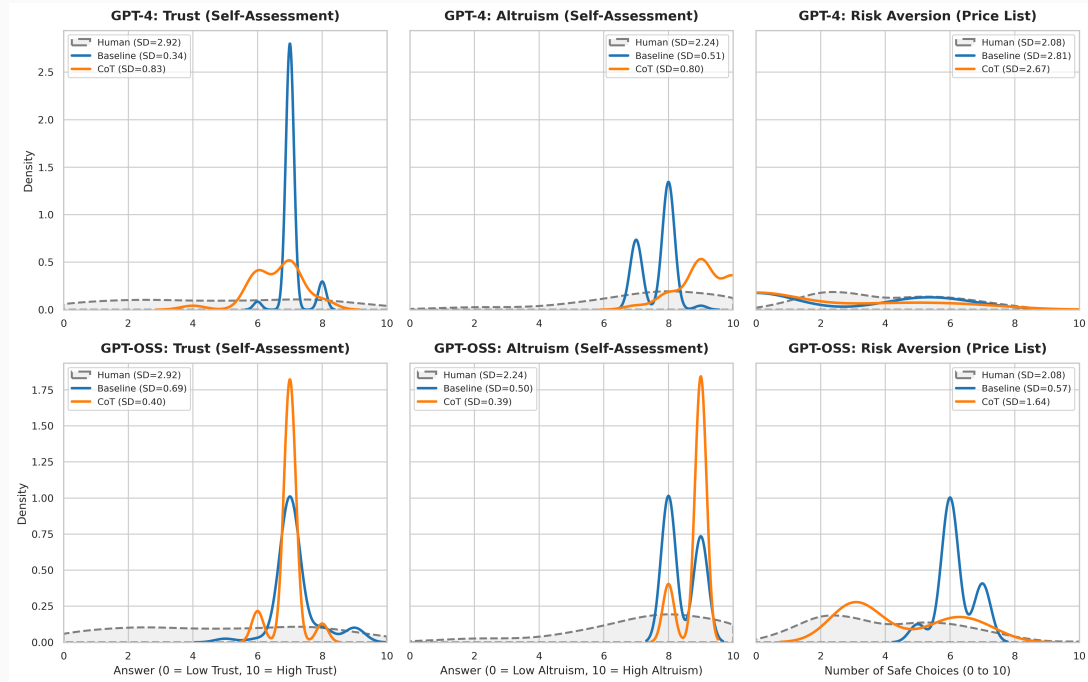 GPT-4: Trust (Self-Assessment)
Human (SD=2.92)
Baseline (SD=0.34)
CoT (SD=0.83)
Density
2.5
2.0
1.5
1.0
0.5
0.0
0 2 4 6 8 10
GPT-4: Altruism (Self-Assessment)
Human (SD=2.24)
Baseline (SD=0.51)
CoT (SD=0.80)
0 2 4 6 8 10
GPT-4: Risk Aversion (Price List)
Human (SD=2.08)
Baseline (SD=2.81)
CoT (SD=2.67)
0 2 4 6 8 10
GPT-OSS: Trust (Self-Assessment)
Human (SD=2.92)
Baseline (SD=0.69)
CoT (SD=0.40)
Density
1.75
1.50
1.25
1.00
0.75
0.50
0.25
0.00
0 2 4 6 8 10
Answer (0 = Low Trust, 10 = High Trust)
GPT-OSS: Altruism (Self-Assessment)
Human (SD=2.24)
Baseline (SD=0.50)
CoT (SD=0.39)
0 2 4 6 8 10
Answer (0 = Low Altruism, 10 = High Altruism)
GPT-OSS: Risk Aversion (Price List)
Human (SD=2.08)
Baseline (SD=0.57)
CoT (SD=1.64)
0 2 4 6 8 10
Number of Safe Choices (0 to 10)